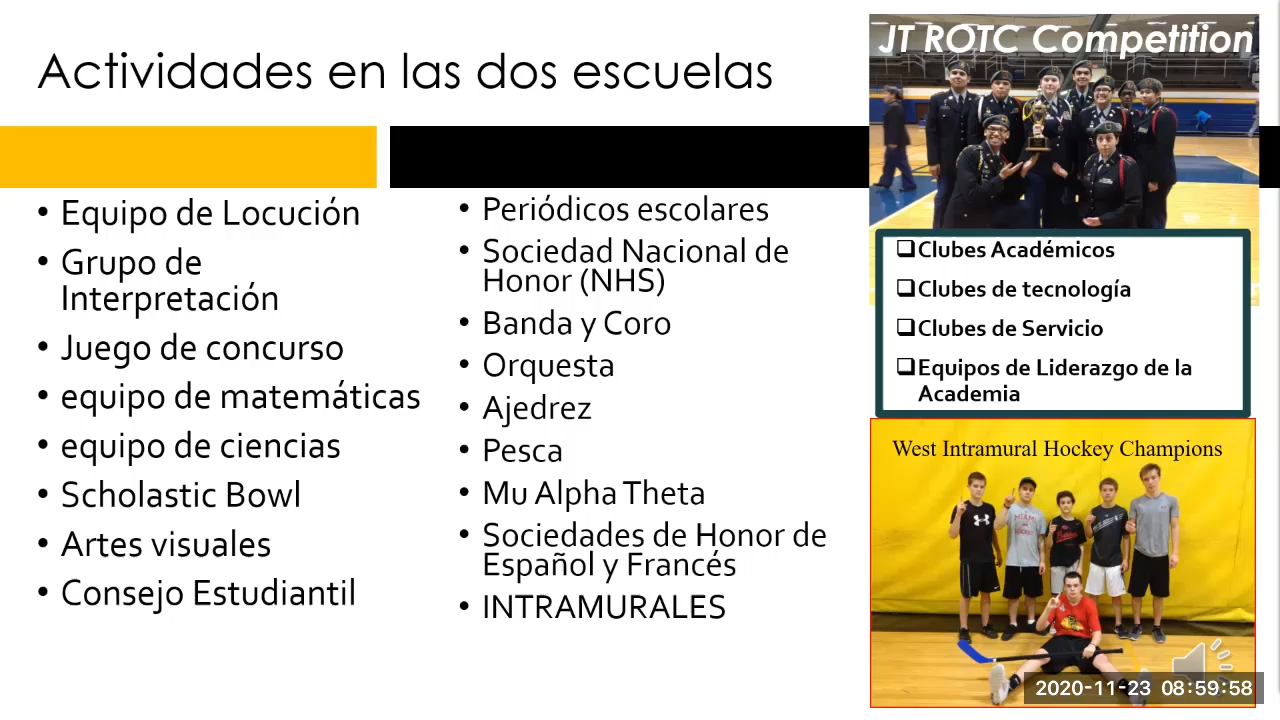 Actividades en las dos escuelas
• Equipo de Locución
• Grupo de
Interpretación
• Juego de concurso
• equipo de matemáticas
• equipo de ciencias
• Scholastic Bowl
• Artes visuales
• Consejo Estudiantil
• Periódicos escolares
• Sociedad Nacional de
Honor (NHS)
• Banda y Coro
• Orquesta
• Ajedrez
• Pesca
• Mu Alpha Theta
• Sociedades de Honor de
Español y Francés
• INTRAMURALES
JT ROTC Competition
❑Clubes Académicos
❑Clubes de tecnología
❑Clubes de Servicio
❑Equipos de Liderazgo de la
Academia
West Intramural Hockey Champions
2020-11-23 08:59:58